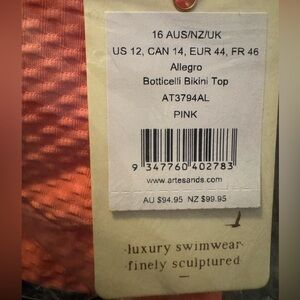 16 AUS/NZ/UK
US 12, CAN 14, EUR 44, FR 46
Allegro
Botticelli Bikini Top
AT3794AL
PINK
9 347760 402783
www.artesands.com
AU $94.95 NZ $99.95
luxury swimwear
finely sculptured